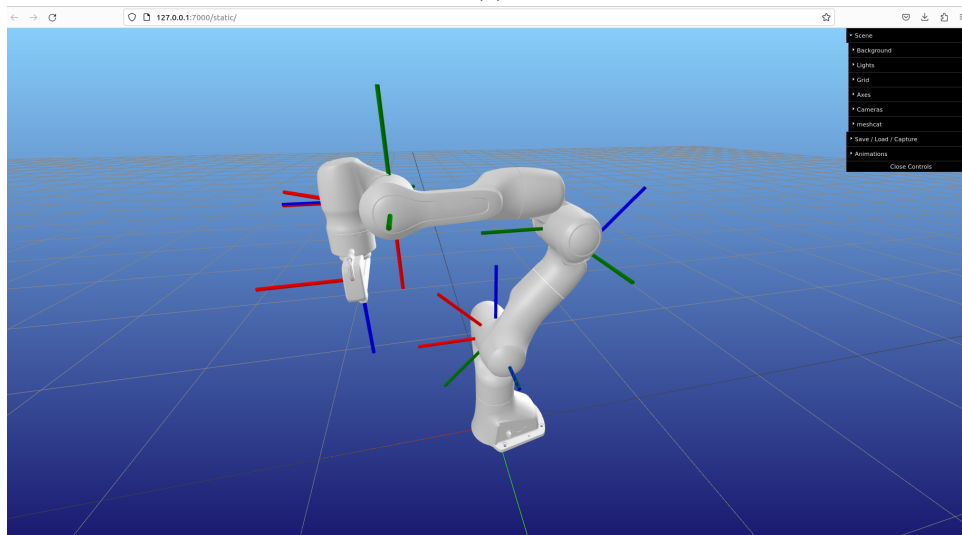 127.0.0.1:7000/static/
Scene
Background
Lights
Grid
Axes
Cameras
meshcat
Save / Load / Capture
Animations
Close Controls